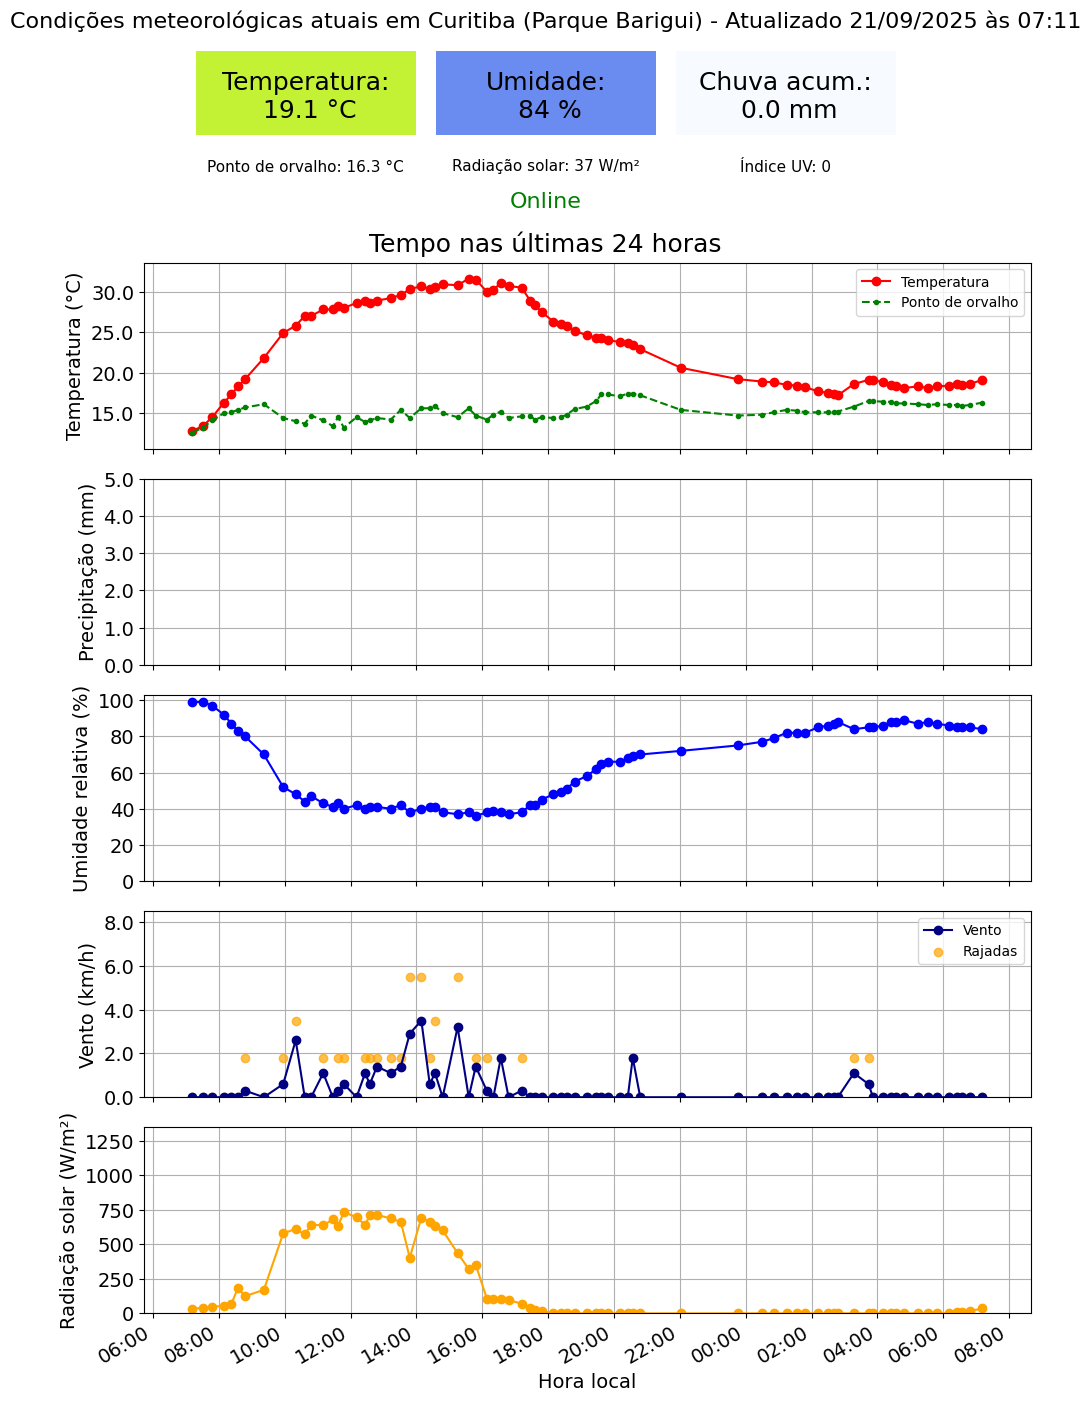 Condições meteorológicas atuais em Curitiba (Parque Barigui) - Atualizado 21/09/2025 às 07:11
Temperatura:
19.1 °C
Umidade:
84 %
Chuva acum.:
0.0 mm
Ponto de orvalho: 16.3 °C
Radiação solar: 37 W/m²
Índice UV: 0
Online
Tempo nas últimas 24 horas
Temperatura (°C)
30.0
25.0
20.0
15.0
Temperatura
Ponto de orvalho
Precipitação (mm)
5.0
4.0
3.0
2.0
1.0
0.0
Umidade relativa (%)
100
80
60
40
20
0
Vento (km/h)
8.0
6.0
4.0
2.0
0.0
Vento
Rajadas
Radiação solar (W/m²)
1250
1000
750
500
250
0
06:00
08:00
10:00
12:00
14:00
16:00
18:00
20:00
22:00
00:00
02:00
04:00
06:00
08:00
Hora local